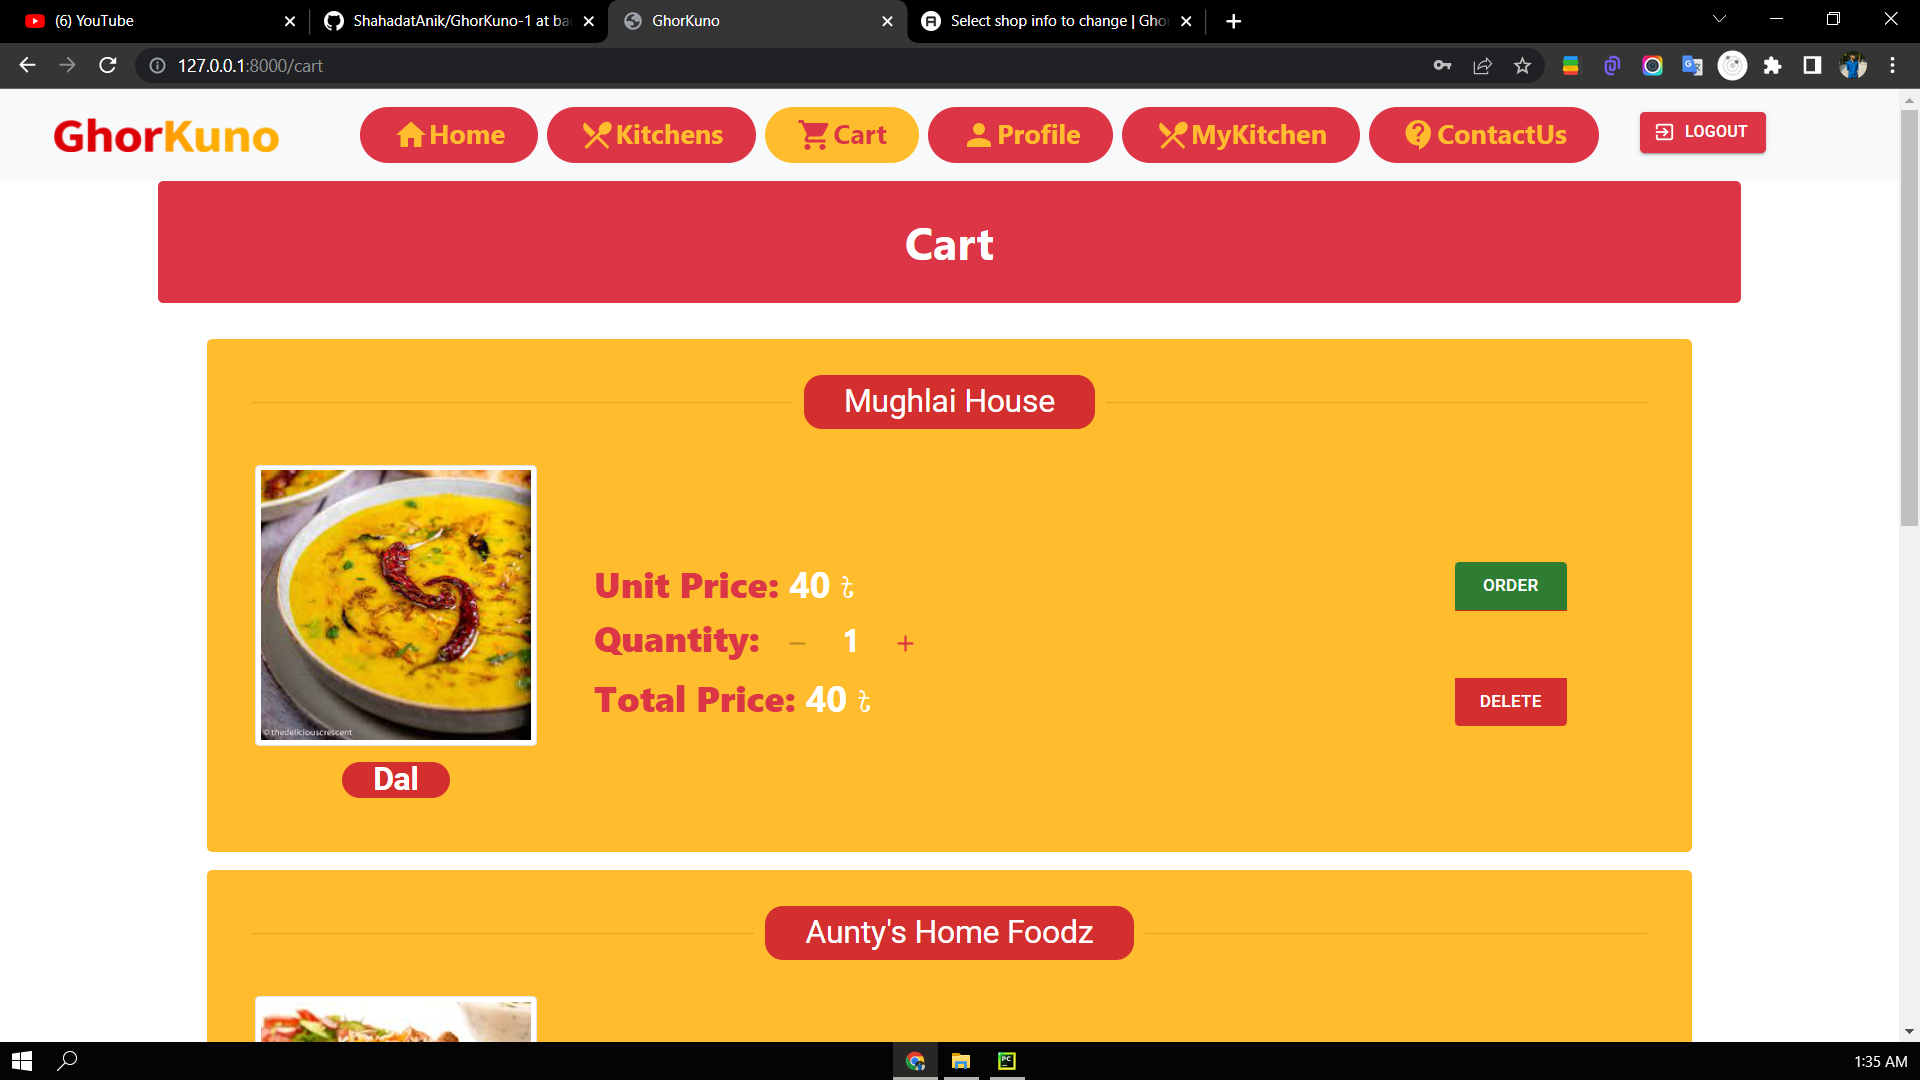 (6) YouTube
ShahadatAnik/GhorKuno-1 at ba
GhorKuno
Select shop info to change | Gho
127.0.0.1:8000/cart
GhorKuno
Home
Kitchens
Cart
Profile
MyKitchen
ContactUs
LOGOUT
Cart
Mughlai House
Unit Price: 40 ৳
ORDER
Quantity: − 1 +
Total Price: 40 ৳
DELETE
© thedeliciouscrescent
Dal
Aunty's Home Foodz
PC
1:35 AM